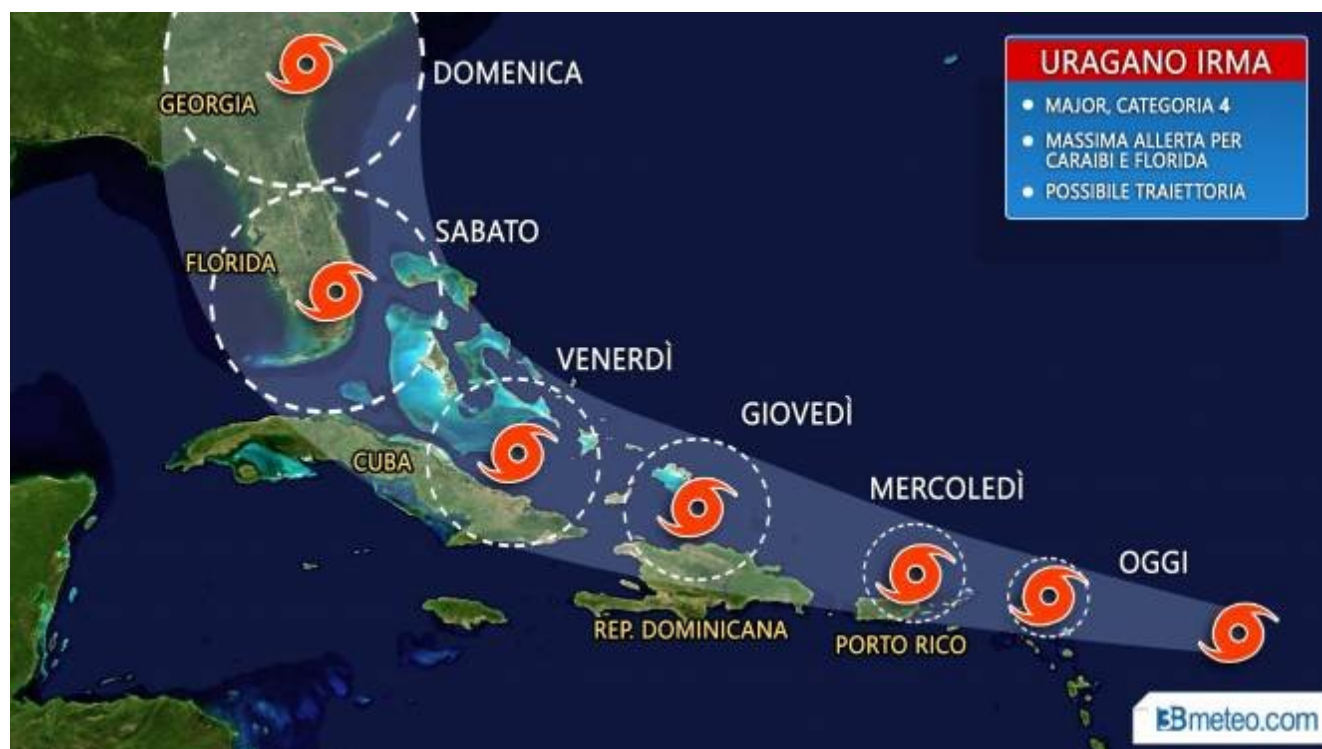 URAGANO IRMA
• MAJOR, CATEGORIA 4
• MASSIMA ALLERTA PER
CARAIBI E FLORIDA
• POSSIBILE TRAIETTORIA
DOMENICA
GEORGIA
SABATO
FLORIDA
VENERDÌ
GIOVEDÌ
CUBA
MERCOLEDÌ
OGGI
REP. DOMINICANA
PORTO RICO
3Bmeteo.com